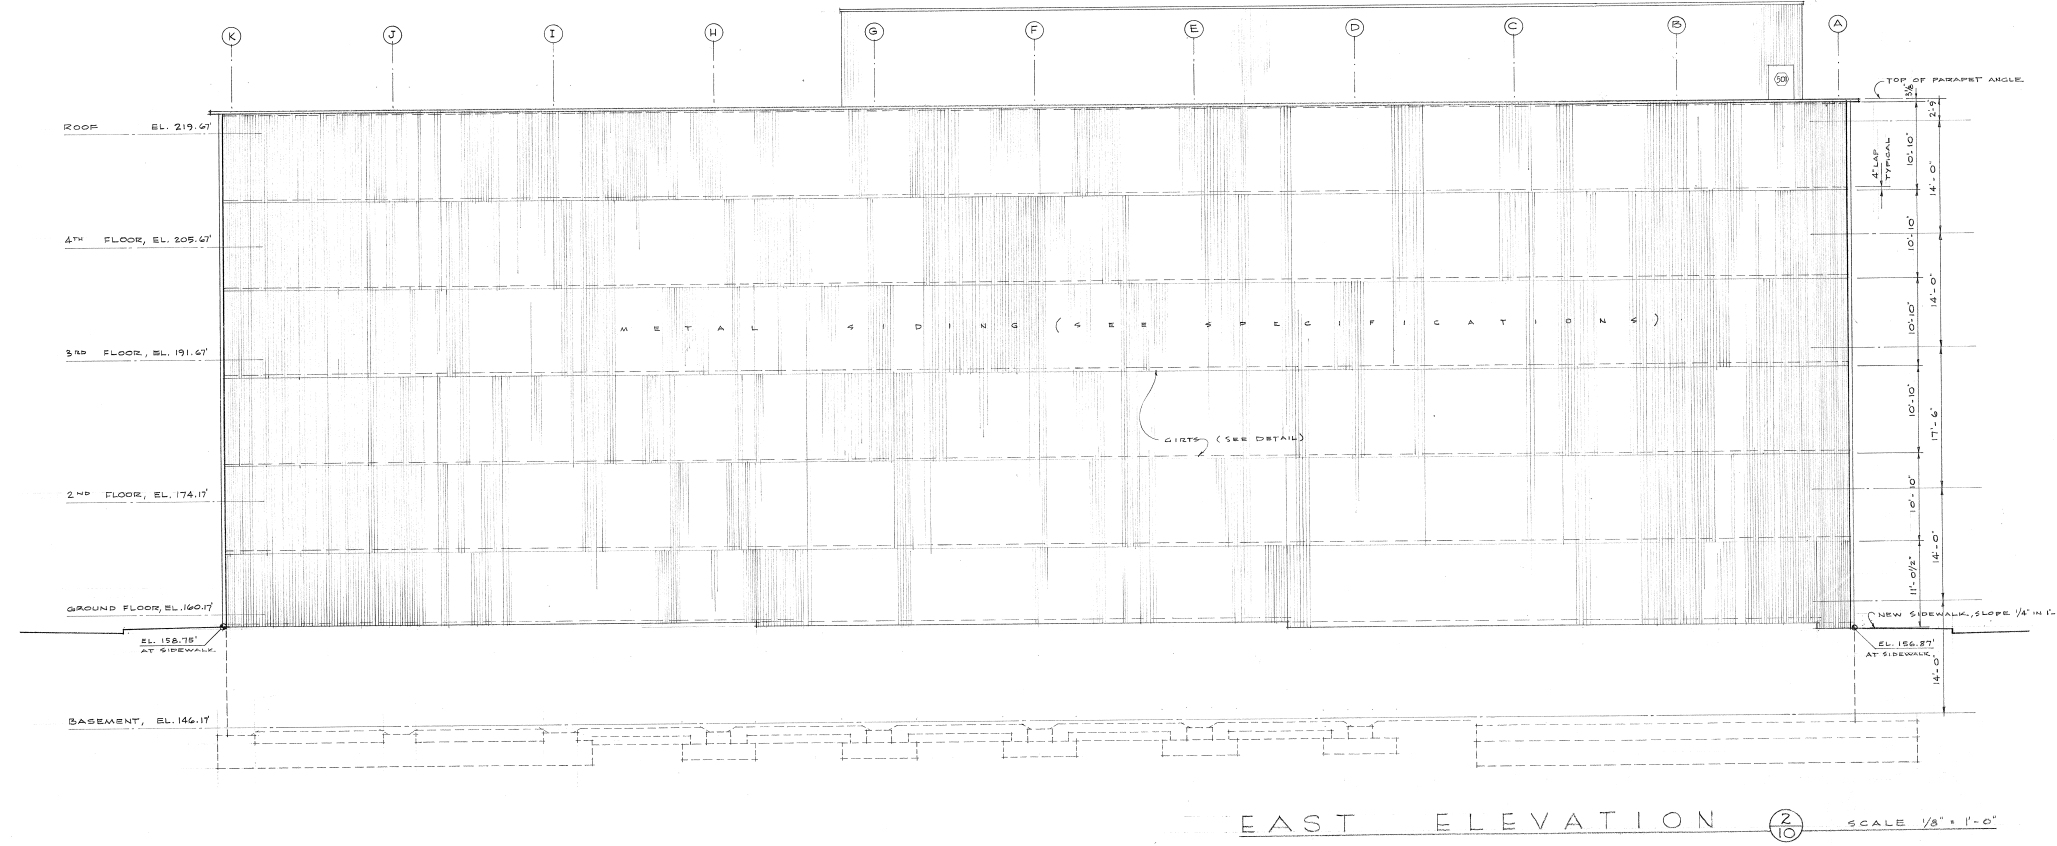 K J I H G F E D C B A
501
TOP OF PARAPET ANGLE
3/8"
2'-9"
ROOF EL. 219.67'
4" LAP
TYPICAL
10'-10"
14'-0"
4TH FLOOR, EL. 205.67'
10'-10"
14'-0"
METAL SIDING (SEE SPECIFICATIONS)
10'-10"
3RD FLOOR, EL. 191.67'
10'-10"
17'-6"
GIRTS (SEE DETAIL)
2ND FLOOR, EL. 174.17'
10'-10"
14'-0"
11'-0 1/2"
GROUND FLOOR, EL. 160.17'
NEW SIDEWALK, SLOPE 1/4" IN 1'-
EL. 158.75'
AT SIDEWALK
EL. 156.87'
AT SIDEWALK
14'-0"
BASEMENT, EL. 146.17'
EAST ELEVATION 2/10 SCALE 1/8" = 1'-0"